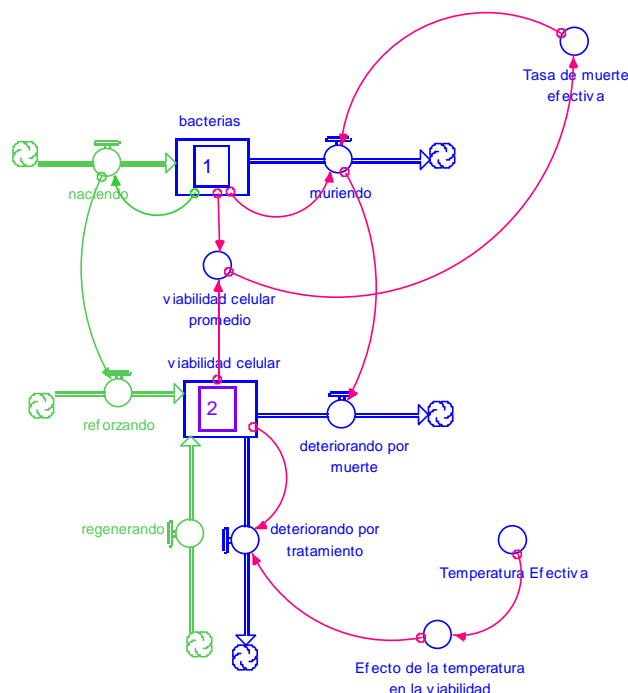 Tasa de muerte
efectiva
bacterias
1
naciendo
muriendo
viabilidad celular
promedio
viabilidad celular
2
reforzando
deteriorando por
muerte
regenerando
deteriorando por
tratamiento
Temperatura Efectiva
Efecto de la temperatura
en la viabilidad